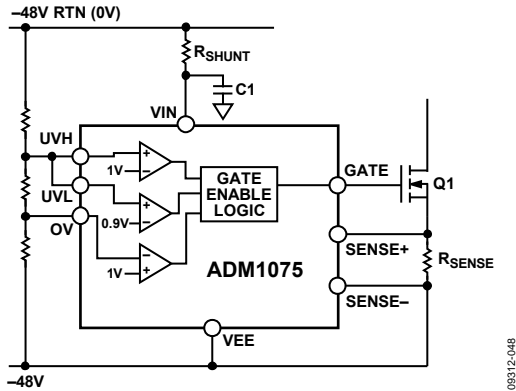 –48V RTN (0V)
RSHUNT
C1
VIN
UVH
1V
+
–
GATE
ENABLE
LOGIC
GATE
Q1
UVL
+
0.9V
–
OV
–
1V
+
ADM1075
SENSE+
RSENSE
SENSE–
VEE
–48V
09312-048